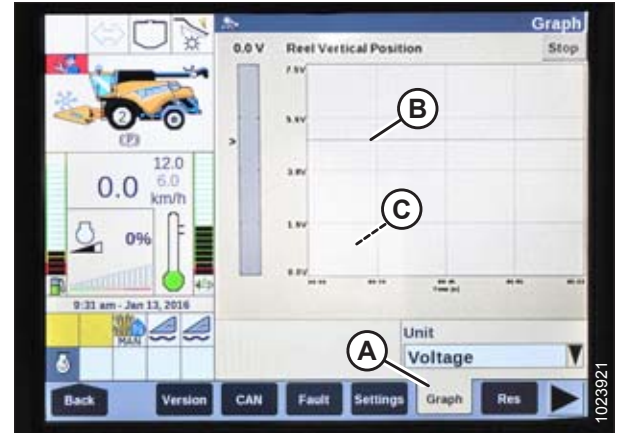 Graph
0.0 V Reel Vertical Position Stop
7.5V
B
2
V
(P)
12.0
0.0 6.0
km/h
3.8V
C
1.9V
0%
E
0.0V
Time [s]
9:31 am - Jan 13, 2016
MAN
A
Unit
Voltage
Back Version CAN Fault Settings Graph Res
1023921